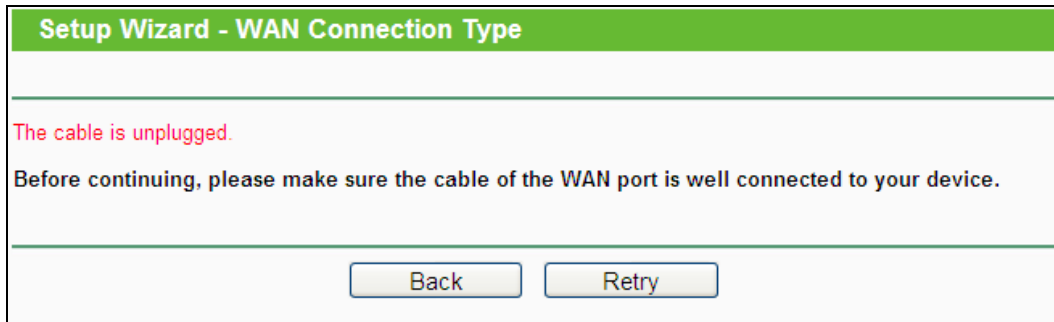 Setup Wizard - WAN Connection Type
The cable is unplugged.
Before continuing, please make sure the cable of the WAN port is well connected to your device.
Back Retry